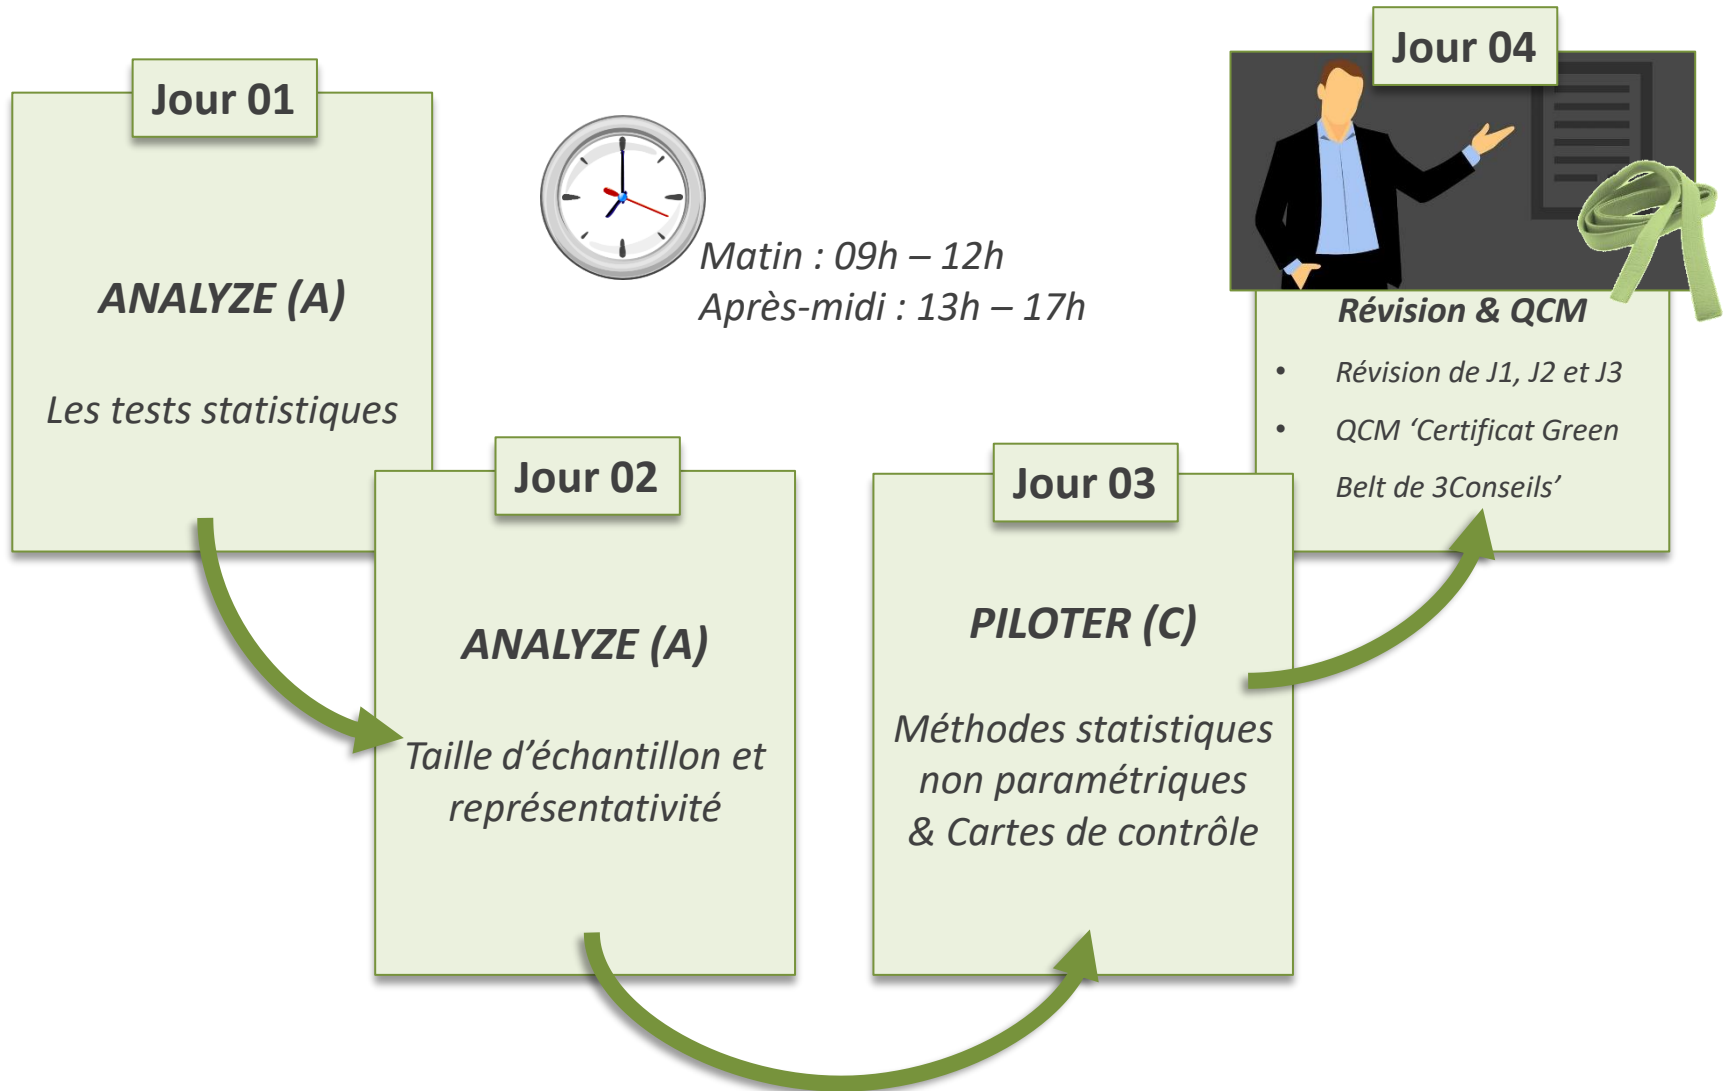 Jour 01
ANALYZE (A)
Les tests statistiques
Matin : 09h – 12h
Après-midi : 13h – 17h
Jour 02
ANALYZE (A)
Taille d’échantillon et
représentativité
Jour 03
PILOTER (C)
Méthodes statistiques
non paramétriques
& Cartes de contrôle
Jour 04
Révision & QCM
• Révision de J1, J2 et J3
• QCM ‘Certificat Green
Belt de 3Conseils’